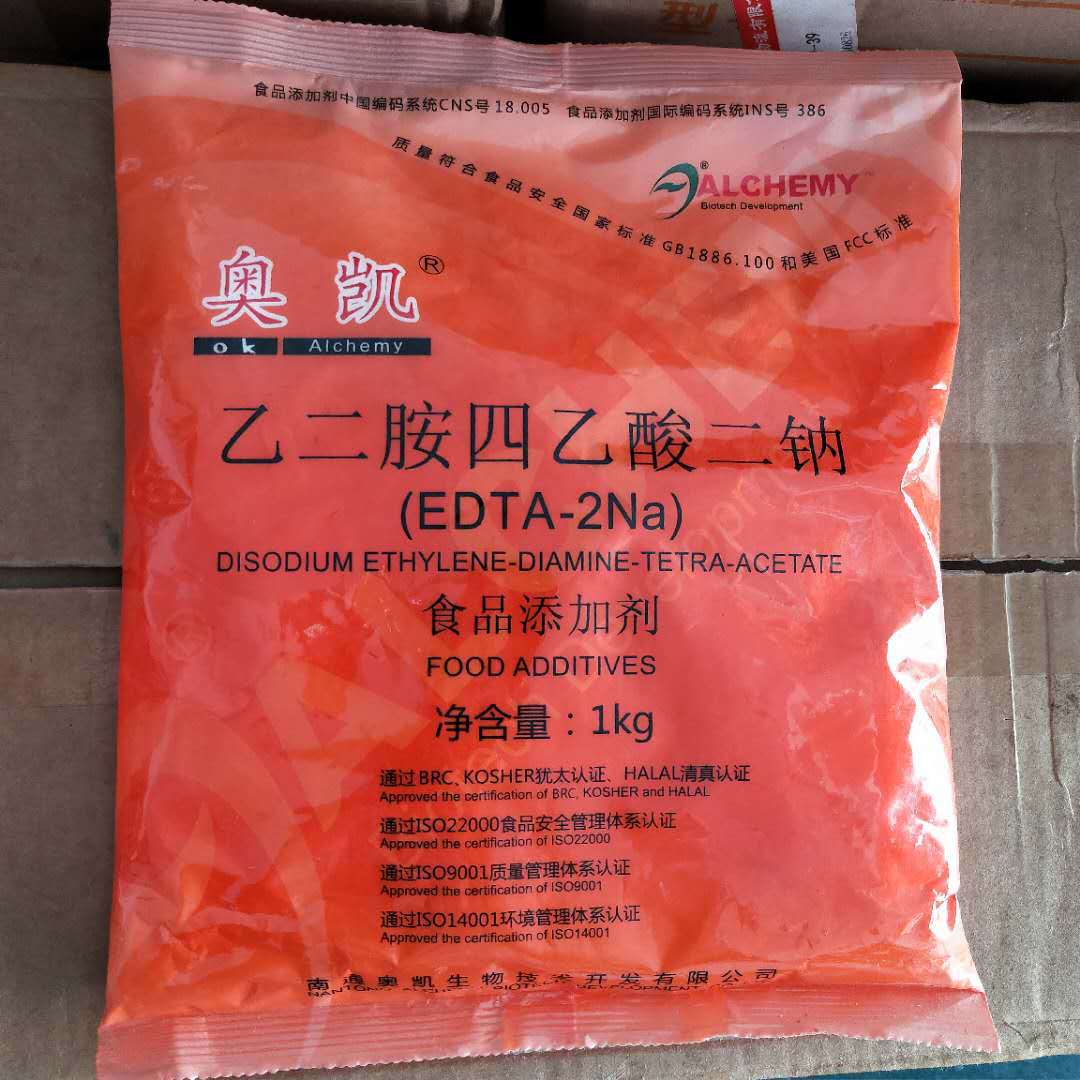 型
食品添加剂中国编码系统CNS号 18.005 食品添加剂国际编码系统INS号 386
质量符合食品安全国家标准 GB1886.100 和美国 FCC 标准
®
ALCHEMY
Biotech Development
奥凯®
ok Alchemy
乙二胺四乙酸二钠
(EDTA-2Na)
DISODIUM ETHYLENE-DIAMINE-TETRA-ACETATE
食品添加剂
FOOD ADDITIVES
净含量：1kg
通过 BRC、KOSHER犹太认证、HALAL清真认证
Approved the certification of BRC, KOSHER and HALAL
通过ISO22000食品安全管理体系认证
Approved the certification of ISO22000
通过ISO9001质量管理体系认证
Approved the certification of ISO9001
通过ISO14001环境管理体系认证
Approved the certification of ISO14001
南通奥凯生物技术开发有限公司